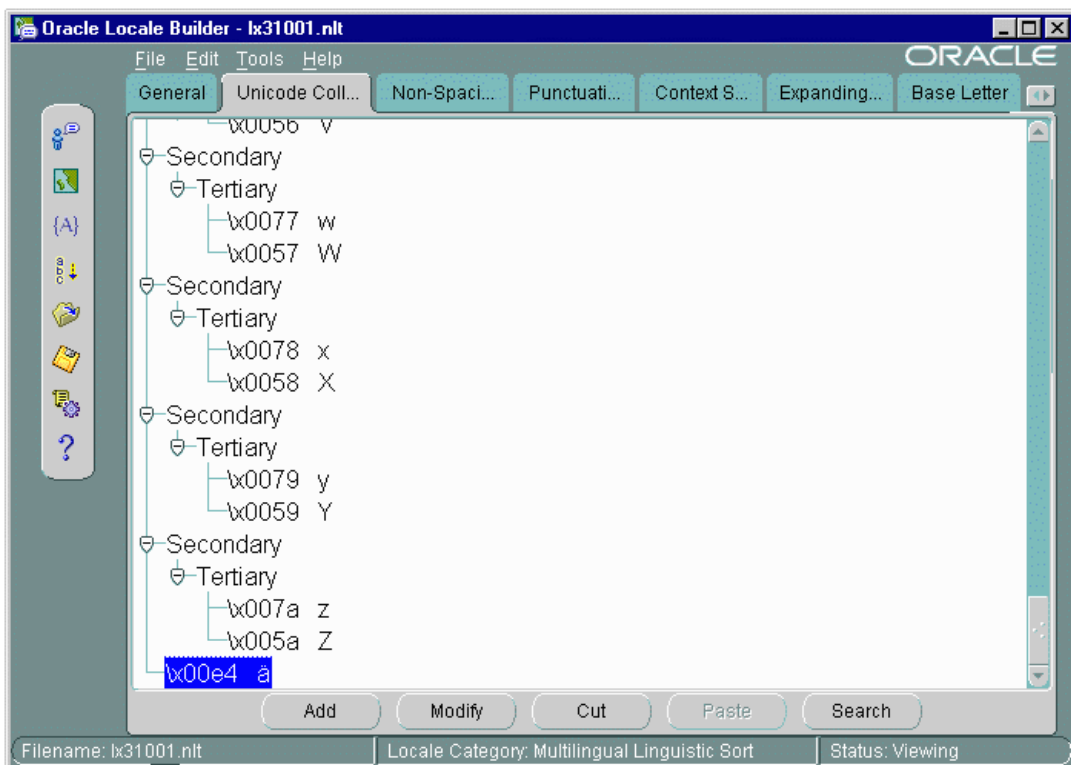 Oracle Locale Builder - lx31001.nlt
File Edit Tools Help
ORACLE
General Unicode Coll... Non-Spaci... Punctuati... Context S... Expanding... Base Letter
\x0056 V
Secondary
Tertiary
\x0077 w
\x0057 W
Secondary
Tertiary
\x0078 x
\x0058 X
Secondary
Tertiary
\x0079 y
\x0059 Y
Secondary
Tertiary
\x007a z
\x005a Z
\x00e4 ä
Add Modify Cut Paste Search
Filename: lx31001.nlt Locale Category: Multilingual Linguistic Sort Status: Viewing
{A}
a
b
c
?